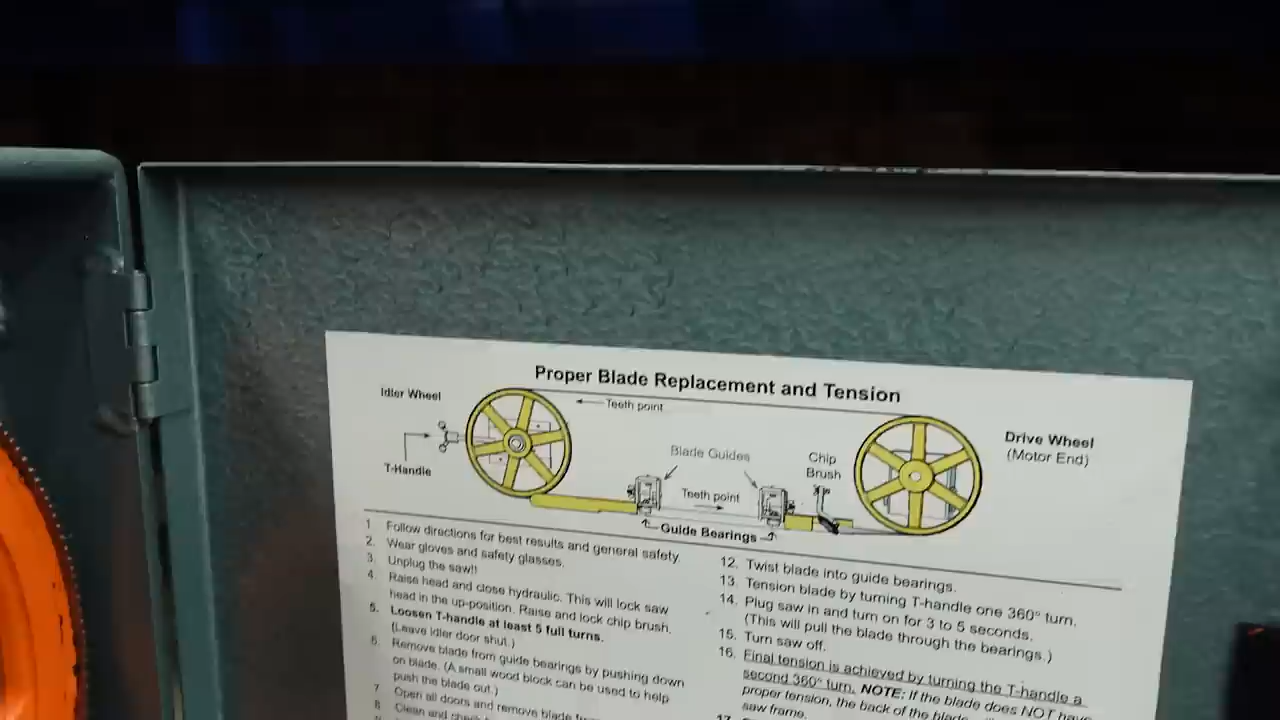 Proper Blade Replacement and Tension
Idler Wheel
Teeth point
T-Handle
Blade Guides
Chip
Brush
Drive Wheel
(Motor End)
Teeth point
Guide Bearings
1. Follow directions for best results and general safety.
2. Wear gloves and safety glasses.
3. Unplug the saw!!
4. Raise head and close hydraulic. This will lock saw
head in the up-position. Raise and lock chip brush.
5. Loosen T-handle at least 5 full turns.
(Leave idler door shut.)
6. Remove blade from guide bearings by pushing down
on blade. (A small wood block can be used to help
push the blade out.)
7 Open all doors and remove blade
8 Clean and
12. Twist blade into guide bearings.
13. Tension blade by turning T-handle one 360° turn.
14. Plug saw in and turn on for 3 to 5 seconds.
(This will pull the blade through the bearings.)
15. Turn saw off.
16. Final tension is achieved by turning the T-handle a
second 360° turn. NOTE: If the blade does NOT have
proper tension, the back of the blade
saw frame.
17.